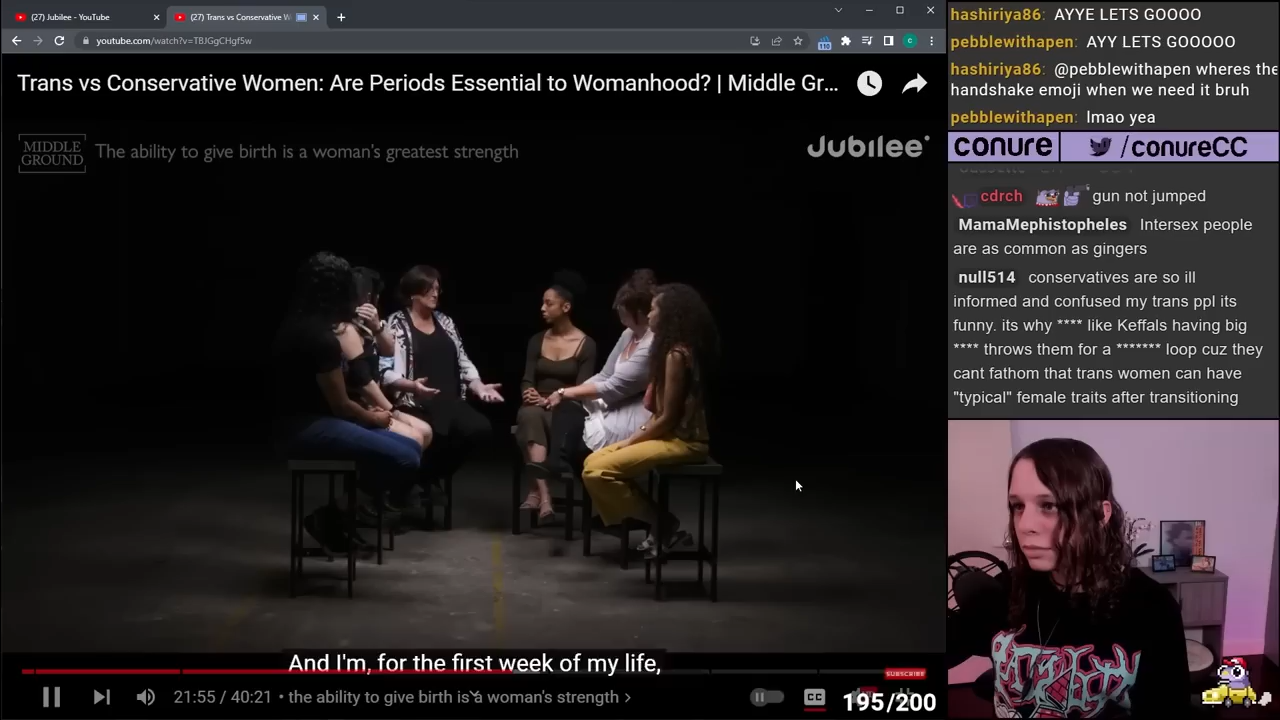 (27) Jubilee - YouTube
(27) Trans vs Conservative W
youtube.com/watch?v=TBJGgCHgf5w
Trans vs Conservative Women: Are Periods Essential to Womanhood? | Middle Gr...
MIDDLE
GROUND
The ability to give birth is a woman's greatest strength
Jubilee
And I'm, for the first week of my life,
SUBSCRIBE
21:55 / 40:21 • the ability to give birth is a woman's strength >
CC
195/200
hashiriya86: AYYE LETS GOOOO
pebblewithapen: AYY LETS GOOOOO
hashiriya86: @pebblewithapen wheres the
handshake emoji when we need it bruh
pebblewithapen: lmao yea
conure
/conureCC
cdrch gun not jumped
MamaMephistopheles Intersex people
are as common as gingers
null514 conservatives are so ill
informed and confused my trans ppl its
funny. its why **** like Keffals having big
**** throws them for a ******* loop cuz they
cant fathom that trans women can have
"typical" female traits after transitioning